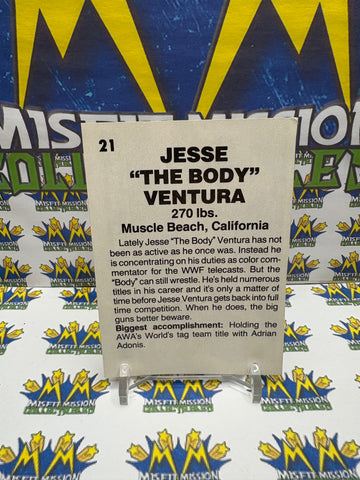 MISFIT MISSION
COLLECTIBLES
21
JESSE
"THE BODY"
VENTURA
270 lbs.
Muscle Beach, California
Lately Jesse "The Body" Ventura has not
been as active as he once was. Instead he
is concentrating on his duties as color com-
mentator for the WWF telecasts. But the
"Body" can still wrestle. He's held numerous
titles in his career and it's only a matter of
time before Jesse Ventura gets back into full
time competition. When he does, the big
guns better beware.
Biggest accomplishment: Holding the
AWA's World's tag team title with Adrian
Adonis.
MISFIT MISSION
COLLECTIBLES